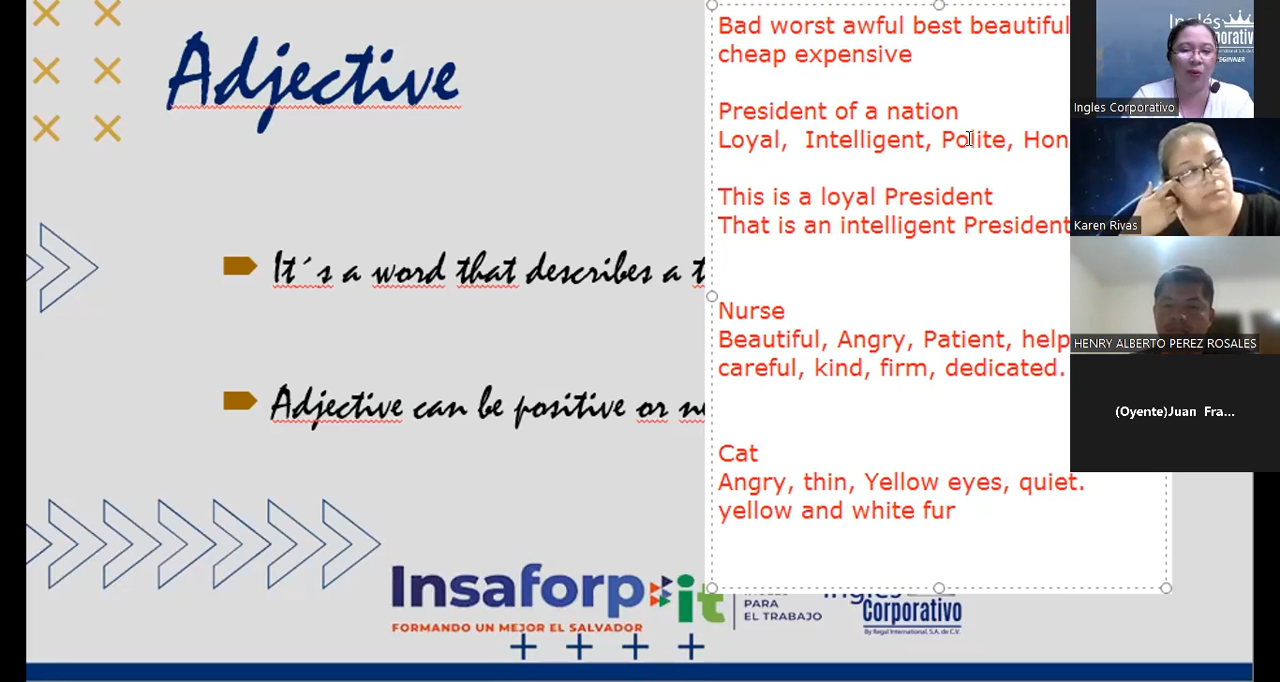 Adjective
It´s a word that describes a
Adjective can be positive or
Bad worst awful best beautiful
cheap expensive
President of a nation
Loyal, Intelligent, Polite,
This is a loyal President
That is an intelligent President
Nurse
Beautiful, Angry, Patient,
careful, kind, firm, dedicated.
Cat
Angry, thin, Yellow eyes, quiet.
yellow and white fur
Insaforp it
FORMANDO UN MEJOR EL SALVADOR
PARA
EL TRABAJO
Corporativo
By Regal International, S.A. de C.V.
Inglés
Ingles Corporativo
Karen Rivas
HENRY ALBERTO PEREZ ROSALES
(Oyente)Juan Fra...